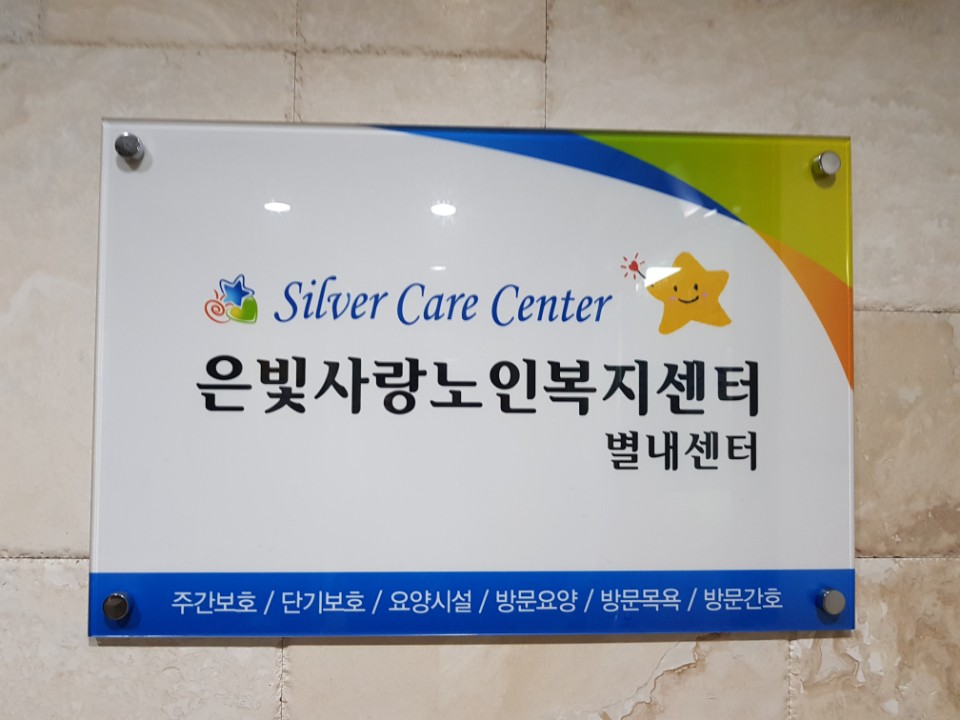 Silver Care Center
은빛사랑노인복지센터
별내센터
주간보호 / 단기보호 / 요양시설 / 방문요양 / 방문목욕 / 방문간호